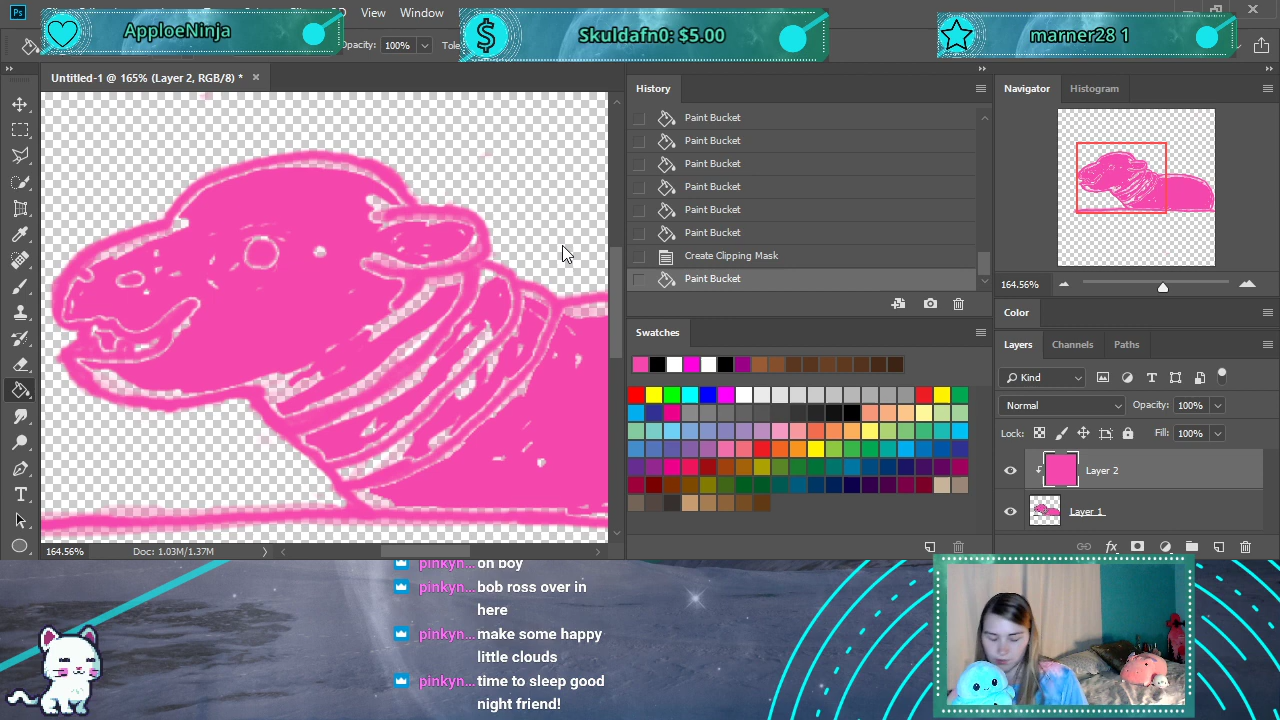 Ps
View
Window
ApploeNinja
Skuldafn0: $5.00
marner28 1
Opacity:
100%
Untitled-1 @ 165% (Layer 2, RGB/8) *
History
Paint Bucket
Paint Bucket
Paint Bucket
Paint Bucket
Paint Bucket
Paint Bucket
Create Clipping Mask
Paint Bucket
Swatches
Navigator
Histogram
164.56%
Color
Layers
Channels
Paths
Kind
Normal
Opacity: 100%
Lock:
Fill: 100%
Layer 2
Layer 1
fx
164.56%
Doc: 1.03M/1.37M
pinkyn... oh boy
pinkyn... bob ross over in
here
pinkyn... make some happy
little clouds
pinkyn... time to sleep good
night friend!